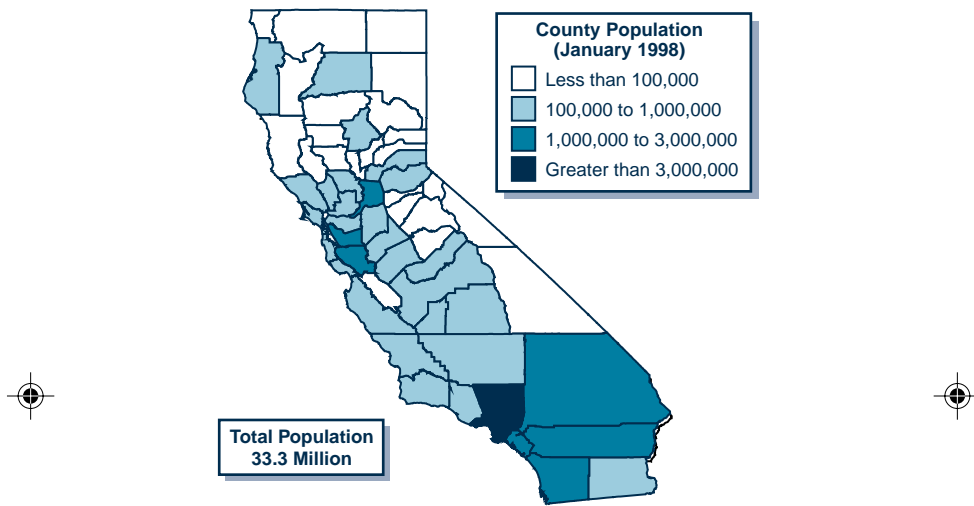 County Population
(January 1998)
Less than 100,000
100,000 to 1,000,000
1,000,000 to 3,000,000
Greater than 3,000,000
Total Population
33.3 Million